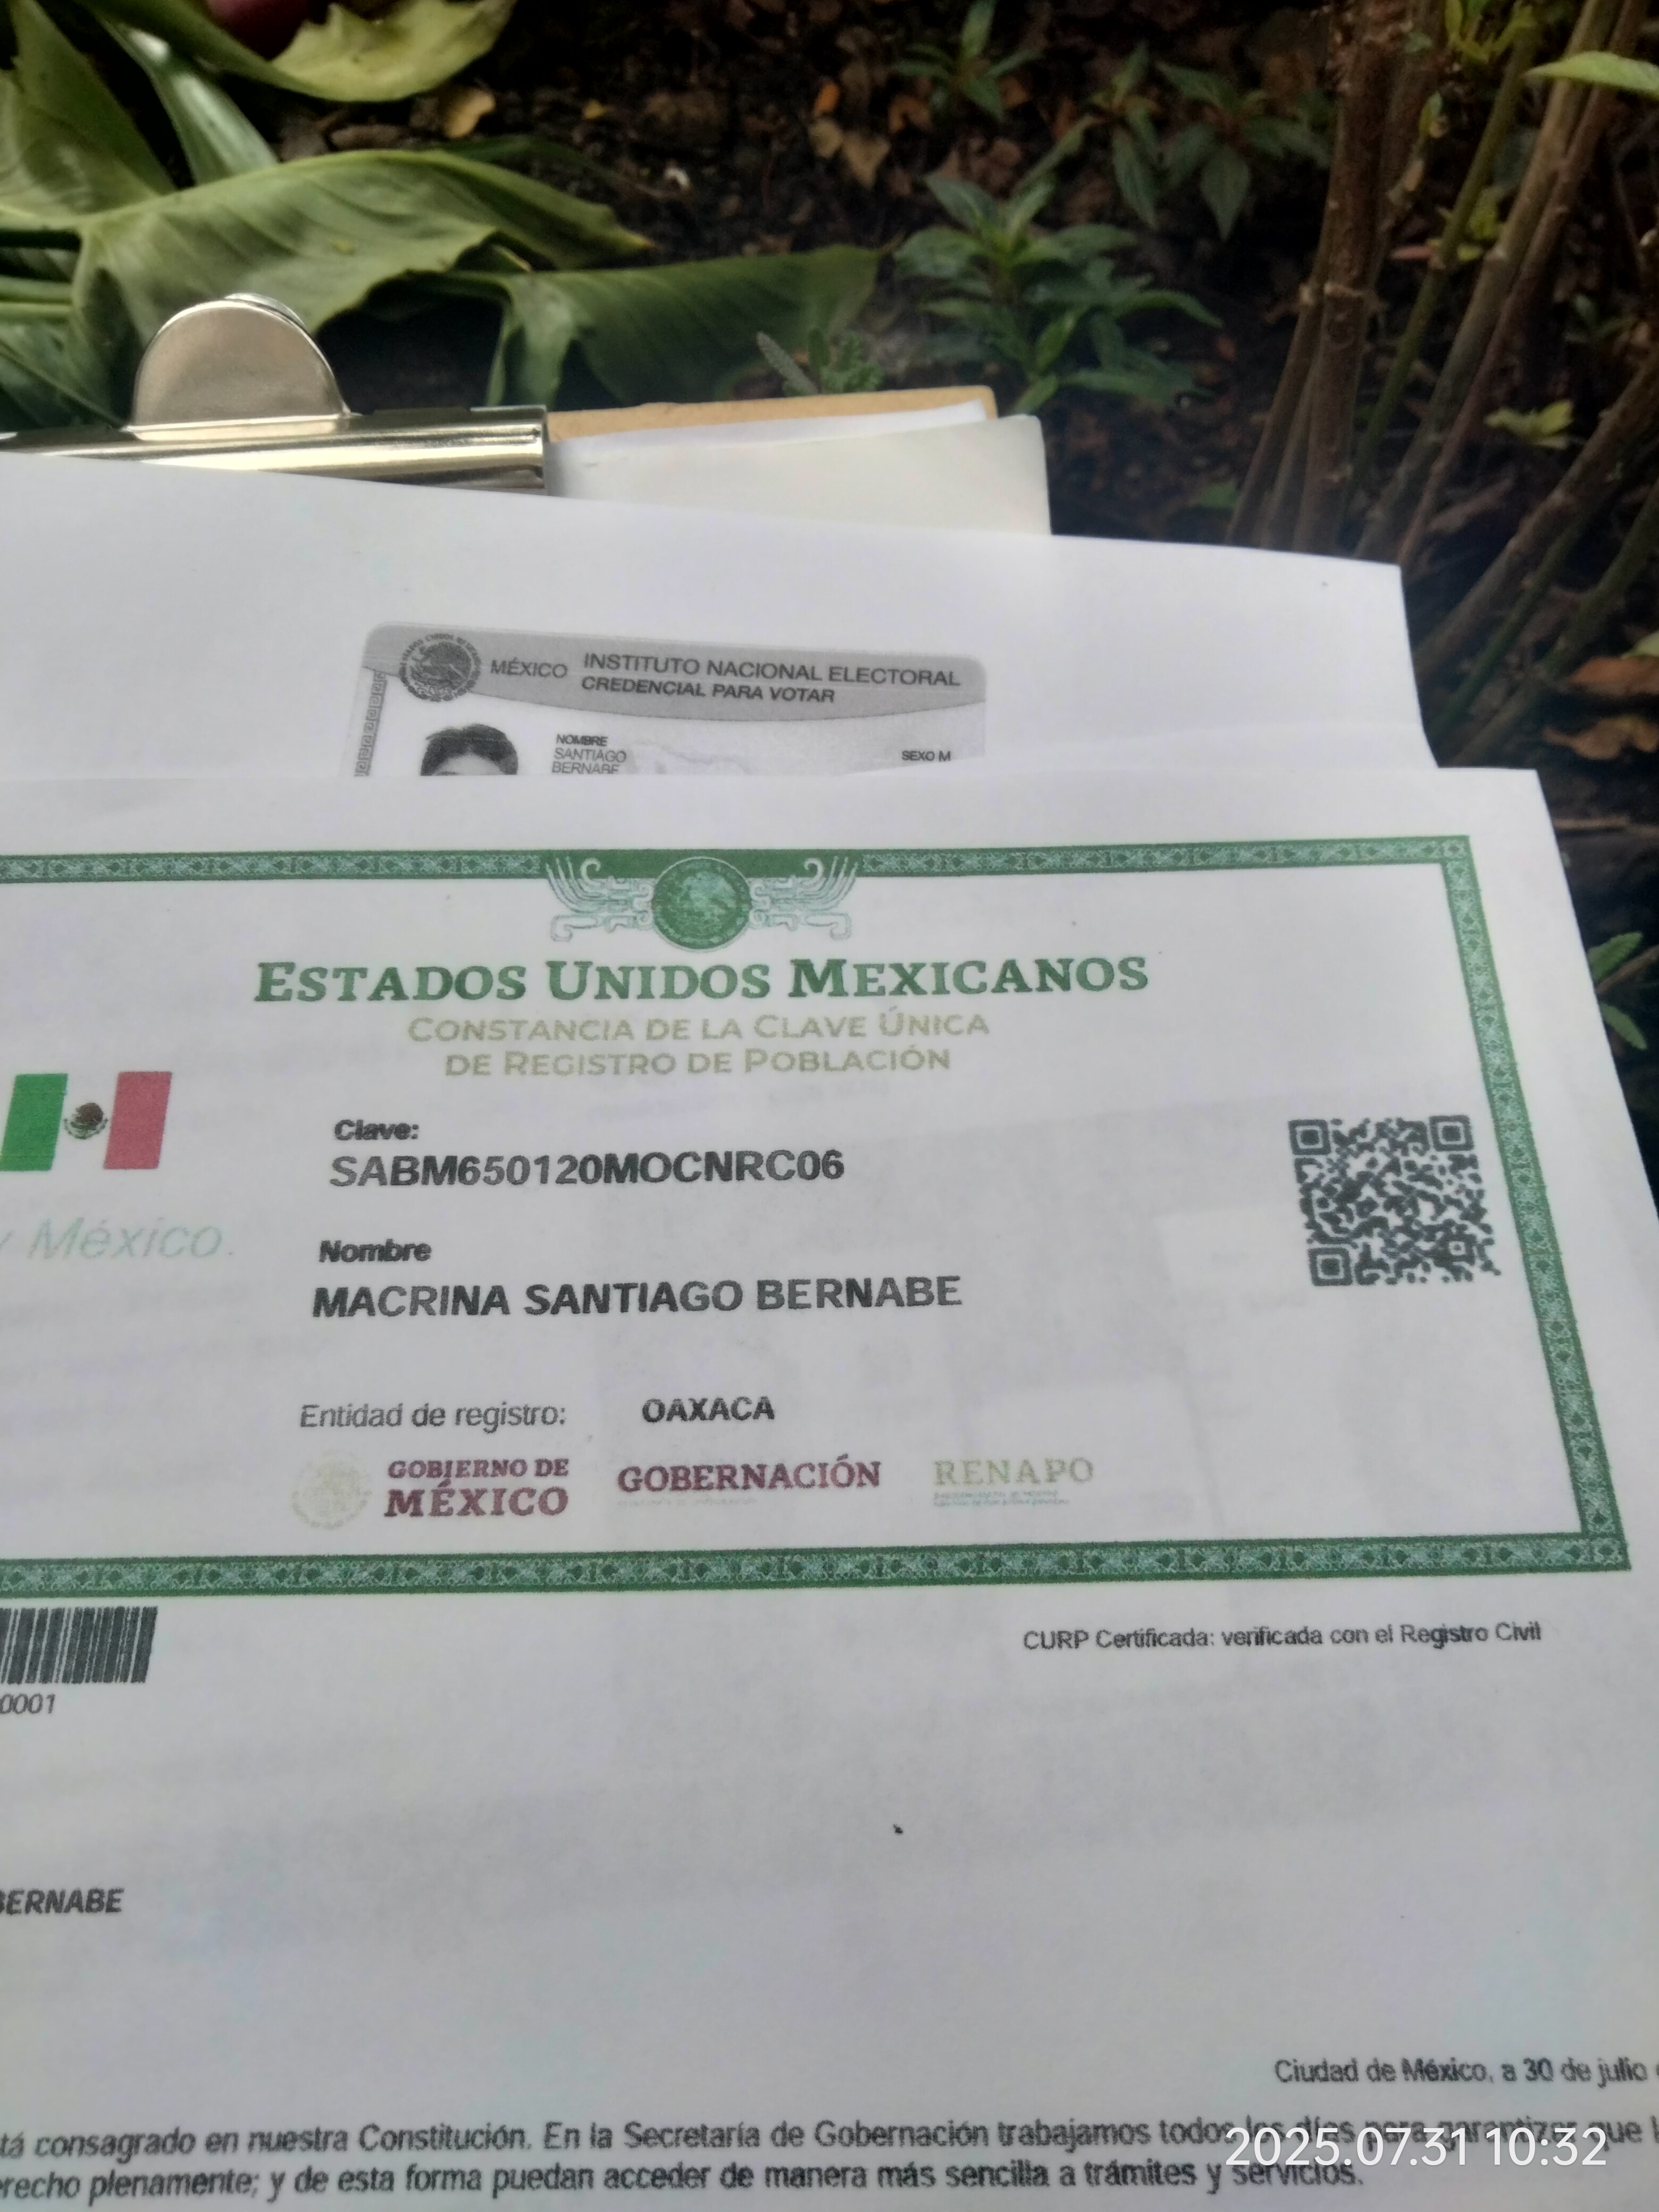 MÉXICO INSTITUTO NACIONAL ELECTORAL
CREDENCIAL PARA VOTAR
NOMBRE
SANTIAGO
BERNABE
SEXO M
ESTADOS UNIDOS MEXICANOS
CONSTANCIA DE LA CLAVE ÚNICA
DE REGISTRO DE POBLACIÓN
Clave:
SABM650120MOCNRC06
México.
Nombre
MACRINA SANTIAGO BERNABE
Entidad de registro: OAXACA
GOBIERNO DE
MÉXICO
GOBERNACIÓN
RENAPO
CURP Certificada: verificada con el Registro Civil
0001
BERNABE
Ciudad de México, a 30 de julio
tá consagrado en nuestra Constitución. En la Secretaría de Gobernación trabajamos todos los días para garantizar que
erecho plenamente; y de esta forma puedan acceder de manera más sencilla a trámites y servicios.
2025.07.31 10:32